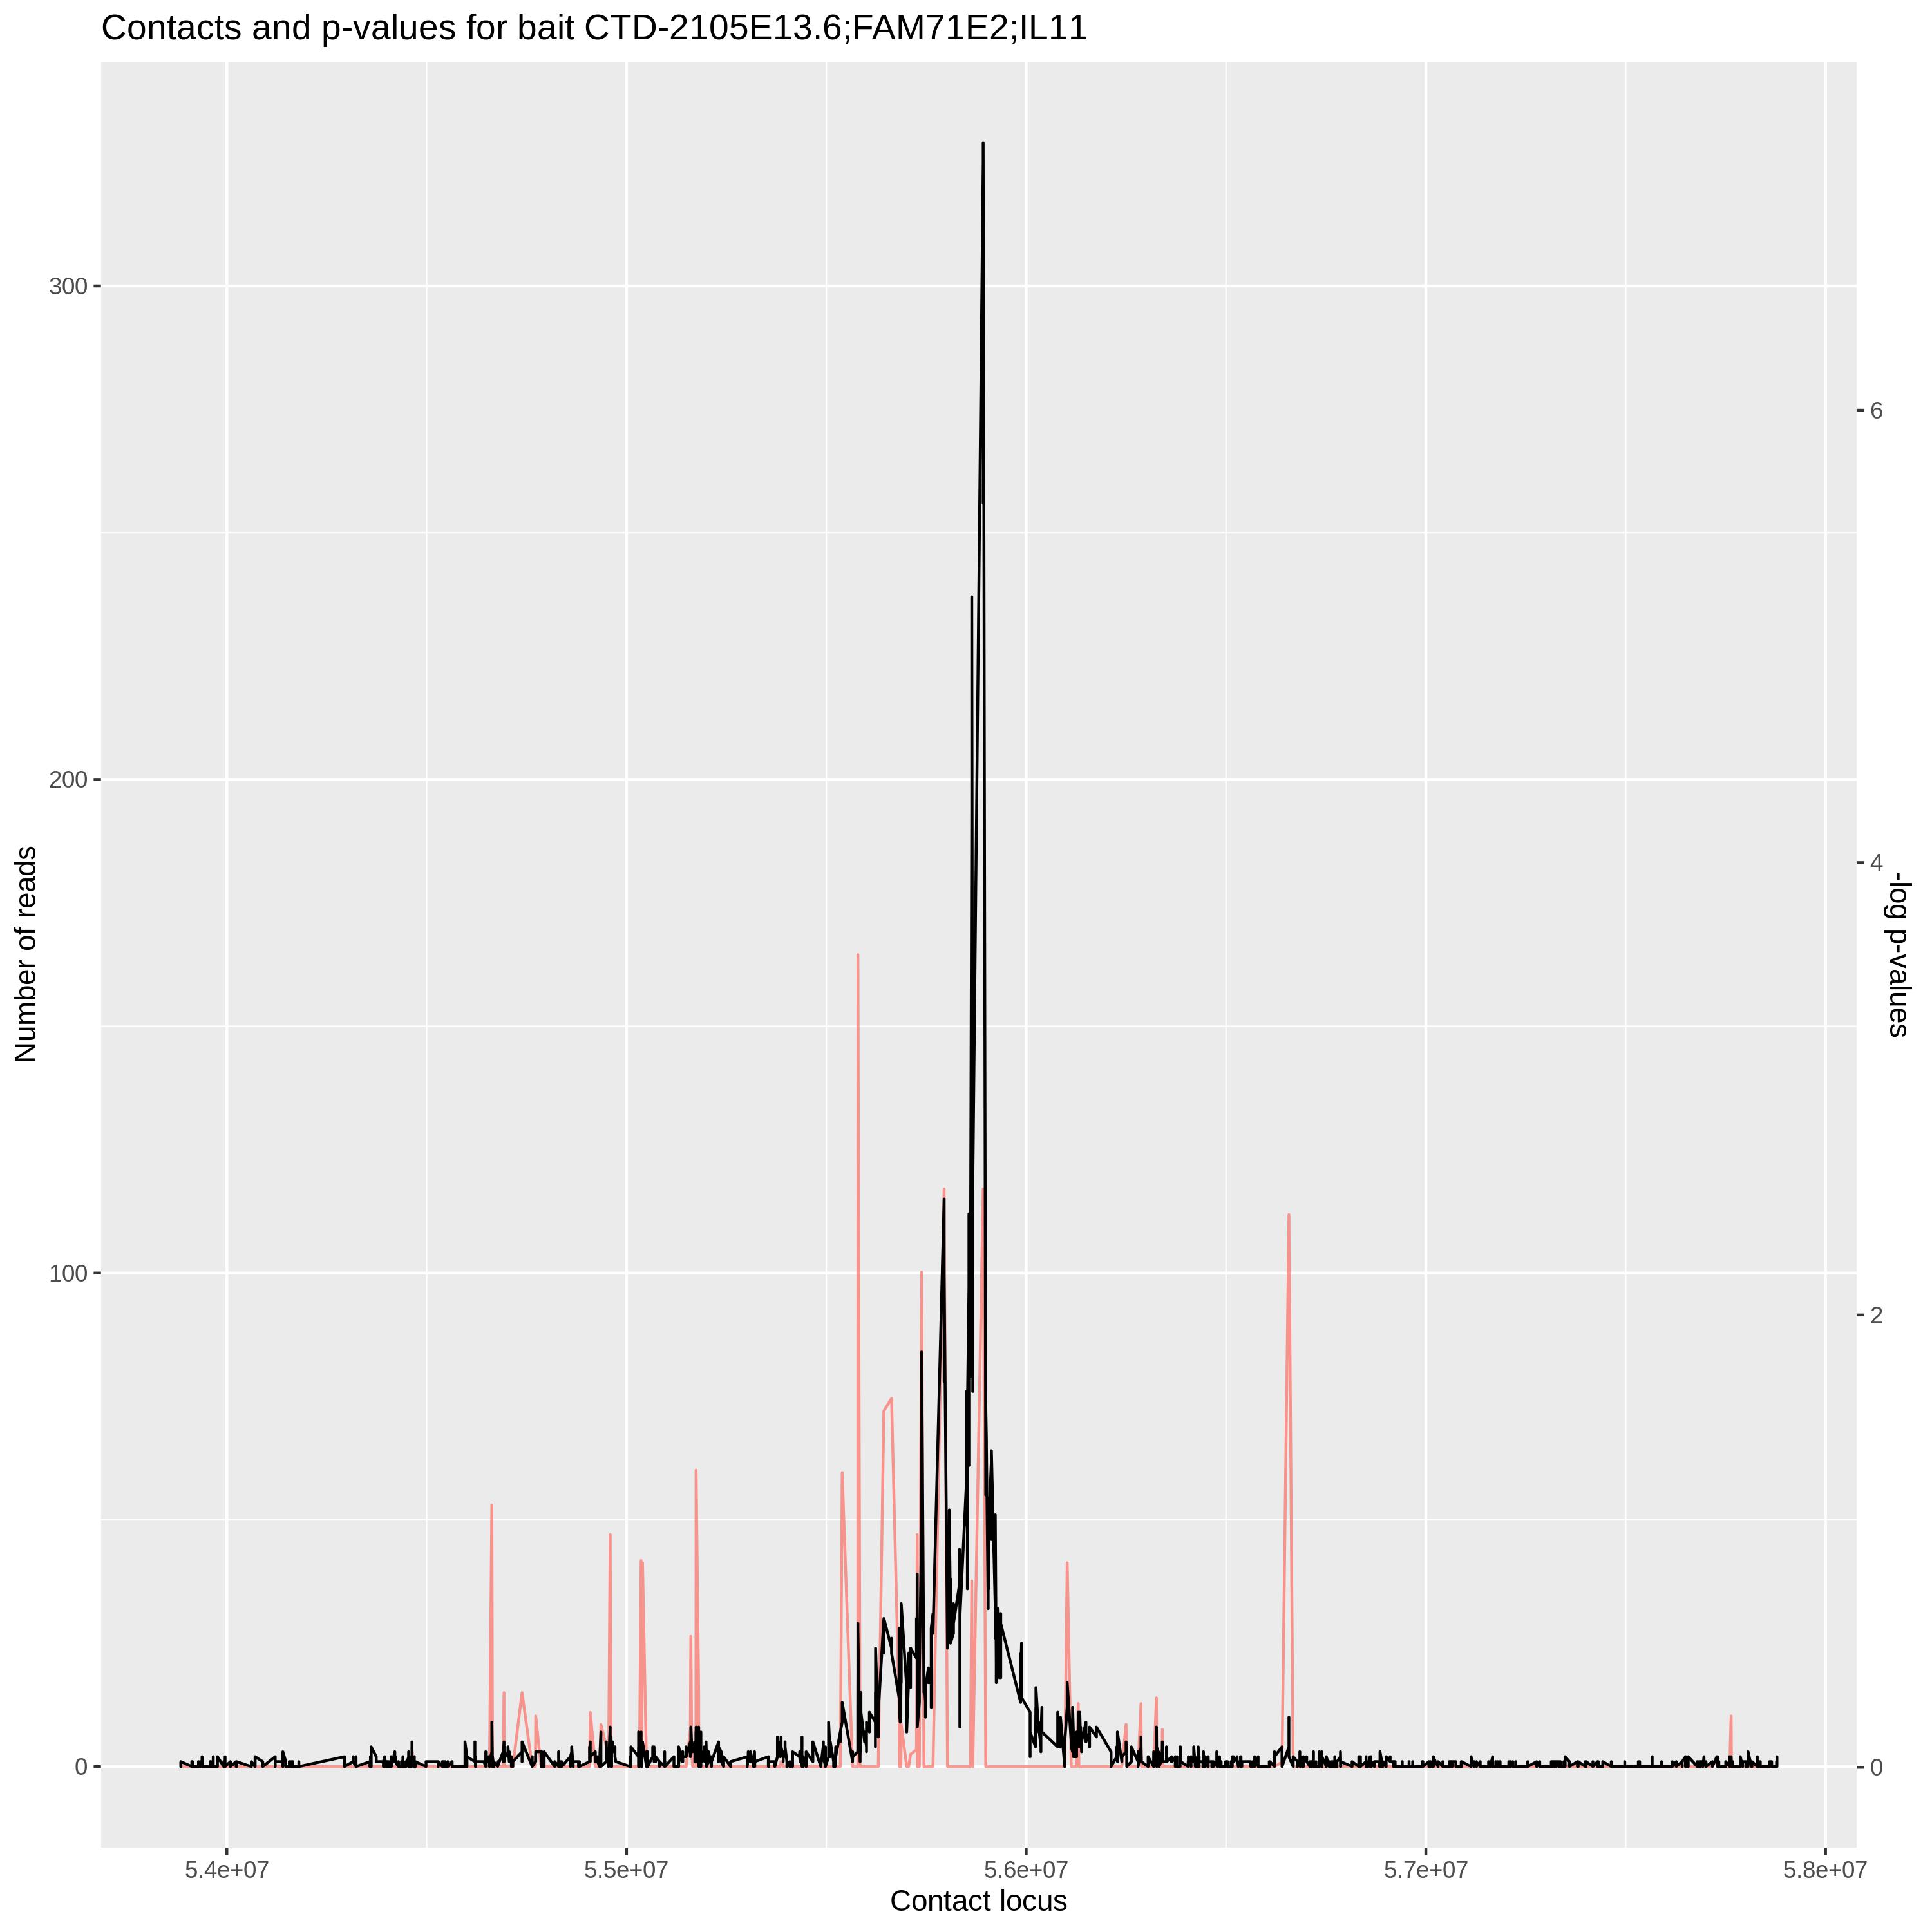 Contacts and p-values for bait CTD-2105E13.6;FAM71E2;IL11
300
200
100
0
Number of reads
6
4
2
0
-log p-values
5.4e+07
5.5e+07
5.6e+07
5.7e+07
5.8e+07
Contact locus